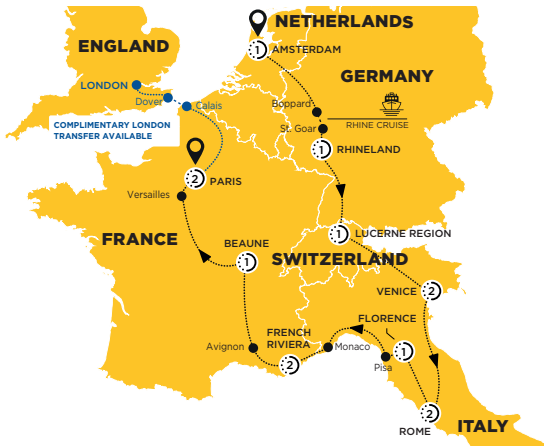 NETHERLANDS
ENGLAND
1
AMSTERDAM
GERMANY
LONDON
Dover
Calais
Boppard
COMPLIMENTARY LONDON
TRANSFER AVAILABLE
St. Goar
RHINE CRUISE
1
RHINELAND
2
PARIS
Versailles
FRANCE
1
LUCERNE REGION
BEAUNE
1
SWITZERLAND
VENICE
2
FLORENCE
1
FRENCH
RIVIERA
Avignon
Monaco
2
Pisa
2
ROME
ITALY